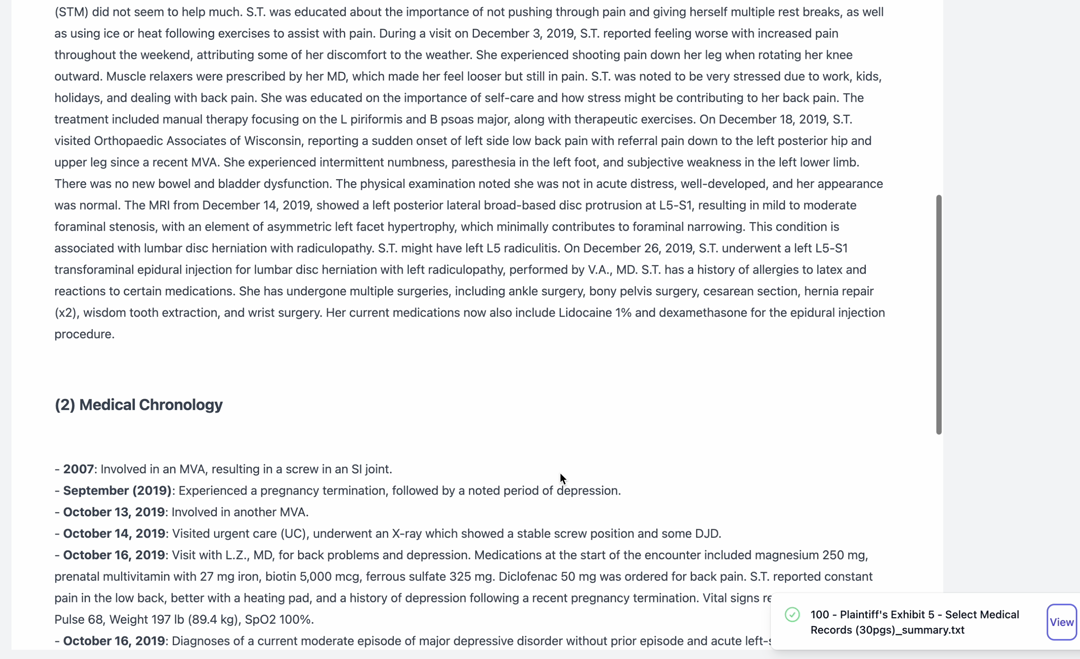 (STM) did not seem to help much. S.T. was educated about the importance of not pushing through pain and giving herself multiple rest breaks, as well
as using ice or heat following exercises to assist with pain. During a visit on December 3, 2019, S.T. reported feeling worse with increased pain
throughout the weekend, attributing some of her discomfort to the weather. She experienced shooting pain down her leg when rotating her knee
outward. Muscle relaxers were prescribed by her MD, which made her feel looser but still in pain. S.T. was noted to be very stressed due to work, kids,
holidays, and dealing with back pain. She was educated on the importance of self-care and how stress might be contributing to her back pain. The
treatment included manual therapy focusing on the L piriformis and B psoas major, along with therapeutic exercises. On December 18, 2019, S.T.
visited Orthopaedic Associates of Wisconsin, reporting a sudden onset of left side low back pain with referral pain down to the left posterior hip and
upper leg since a recent MVA. She experienced intermittent numbness, paresthesia in the left foot, and subjective weakness in the left lower limb.
There was no new bowel and bladder dysfunction. The physical examination noted she was not in acute distress, well-developed, and her appearance
was normal. The MRI from December 14, 2019, showed a left posterior lateral broad-based disc protrusion at L5-S1, resulting in mild to moderate
foraminal stenosis, with an element of asymmetric left facet hypertrophy, which minimally contributes to foraminal narrowing. This condition is
associated with lumbar disc herniation with radiculopathy. S.T. might have left L5 radiculitis. On December 26, 2019, S.T. underwent a left L5-S1
transforaminal epidural injection for lumbar disc herniation with left radiculopathy, performed by V.A., MD. S.T. has a history of allergies to latex and
reactions to certain medications. She has undergone multiple surgeries, including ankle surgery, bony pelvis surgery, cesarean section, hernia repair
(x2), wisdom tooth extraction, and wrist surgery. Her current medications now also include Lidocaine 1% and dexamethasone for the epidural injection
procedure.
(2) Medical Chronology
- 2007: Involved in an MVA, resulting in a screw in an SI joint.
- September (2019): Experienced a pregnancy termination, followed by a noted period of depression.
- October 13, 2019: Involved in another MVA.
- October 14, 2019: Visited urgent care (UC), underwent an X-ray which showed a stable screw position and some DJD.
- October 16, 2019: Visit with L.Z., MD, for back problems and depression. Medications at the start of the encounter included magnesium 250 mg,
prenatal multivitamin with 27 mg iron, biotin 5,000 mcg, ferrous sulfate 325 mg. Diclofenac 50 mg was ordered for back pain. S.T. reported constant
pain in the low back, better with a heating pad, and a history of depression following a recent pregnancy termination. Vital signs
Pulse 68, Weight 197 lb (89.4 kg), SpO2 100%.
- October 16, 2019: Diagnoses of a current moderate episode of major depressive disorder without prior episode and acute
100 - Plaintiff's Exhibit 5 - Select Medical
Records (30pgs)_summary.txt
View